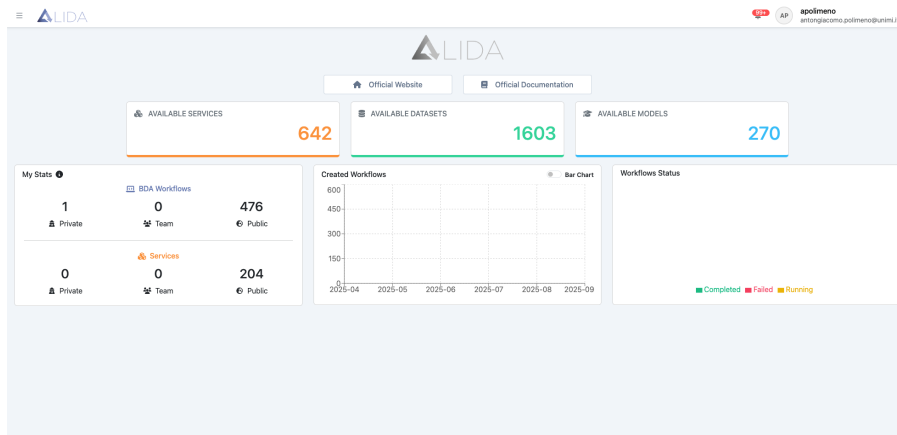 ALIDA
99+
AP
apolimeno
antongiacomo.polimeno@unimi.i
ALIDA
Official Website
Official Documentation
AVAILABLE SERVICES
642
AVAILABLE DATASETS
1603
AVAILABLE MODELS
270
My Stats
BDA Workflows
1 0 476
Private Team Public
Services
0 0 204
Private Team Public
Created Workflows
Bar Chart
600
450
300
150
0
2025-04 2025-05 2025-06 2025-07 2025-08 2025-09
Workflows Status
Completed Failed Running